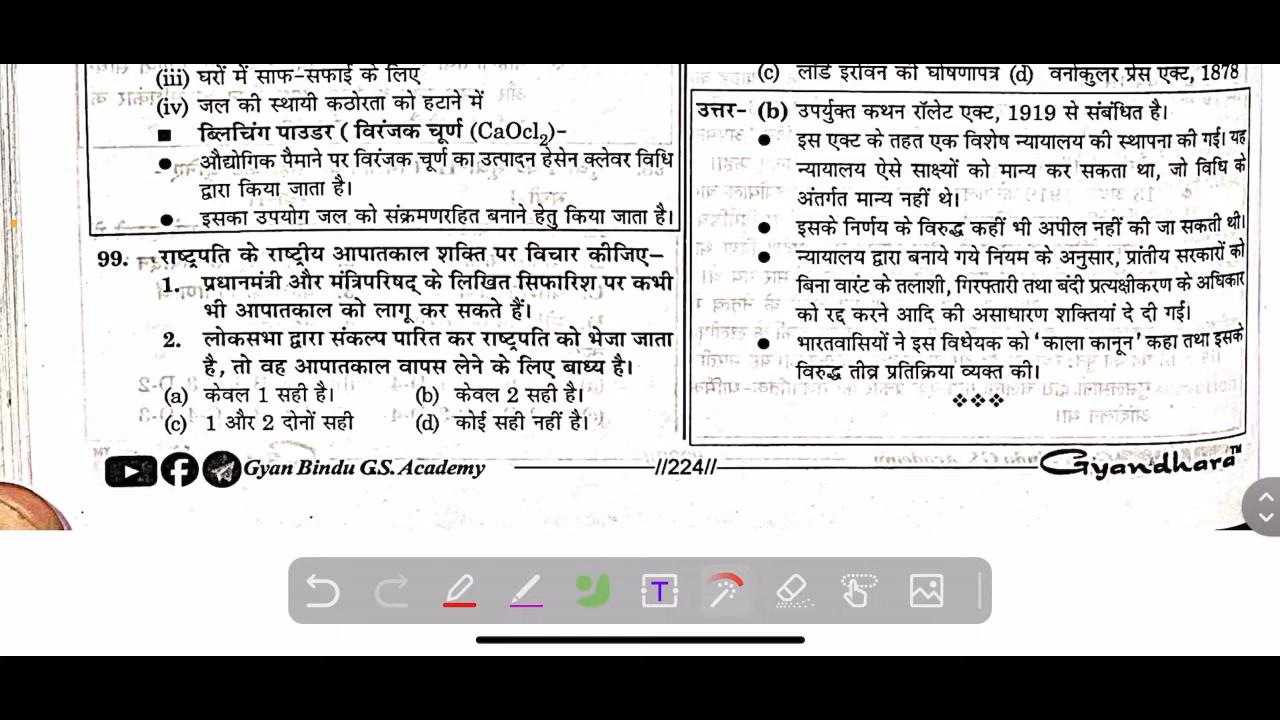 (iii) घरों में साफ-सफाई के लिए
(iv) जल की स्थायी कठोरता को हटाने में
■ ब्लिचिंग पाउडर ( विरंजक चूर्ण (CaOcl₂)-
● औद्योगिक पैमाने पर विरंजक चूर्ण का उत्पादन हेसेन क्लेवर विधि
द्वारा किया जाता है।
● इसका उपयोग जल को संक्रमणरहित बनाने हेतु किया जाता है।
99. राष्ट्रपति के राष्ट्रीय आपातकाल शक्ति पर विचार कीजिए–
1. प्रधानमंत्री और मंत्रिपरिषद् के लिखित सिफारिश पर कभी
भी आपातकाल को लागू कर सकते हैं।
2. लोकसभा द्वारा संकल्प पारित कर राष्ट्रपति को भेजा जाता
है, तो वह आपातकाल वापस लेने के लिए बाध्य है।
(a) केवल 1 सही है। (b) केवल 2 सही है।
(c) 1 और 2 दोनों सही (d) कोई सही नहीं है।
(c) लॉर्ड इरविन की घोषणापत्र (d) वर्नाकुलर प्रेस एक्ट, 1878
उत्तर- (b) उपर्युक्त कथन रॉलेट एक्ट, 1919 से संबंधित है।
● इस एक्ट के तहत एक विशेष न्यायालय की स्थापना की गई। यह
न्यायालय ऐसे साक्ष्यों को मान्य कर सकता था, जो विधि के
अंतर्गत मान्य नहीं थे।
● इसके निर्णय के विरुद्ध कहीं भी अपील नहीं की जा सकती थी।
● न्यायालय द्वारा बनाये गये नियम के अनुसार, प्रांतीय सरकारों को
बिना वारंट के तलाशी, गिरफ्तारी तथा बंदी प्रत्यक्षीकरण के अधिकार
को रद्द करने आदि की असाधारण शक्तियां दे दी गई।
● भारतवासियों ने इस विधेयक को 'काला कानून' कहा तथा इसके
विरुद्ध तीव्र प्रतिक्रिया व्यक्त की।
Gyan Bindu G.S. Academy //224// Gyandhara™
T